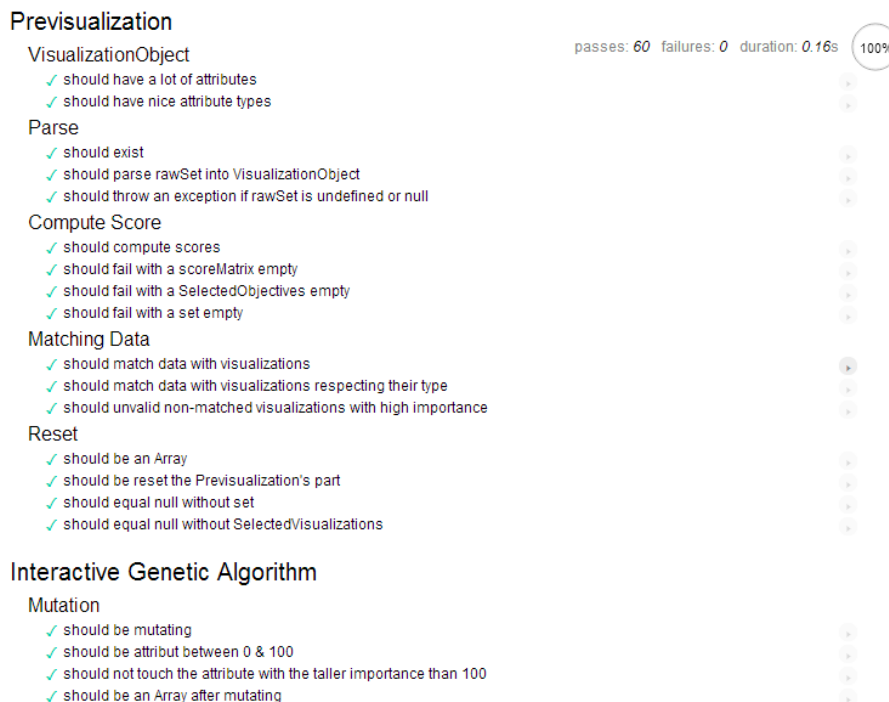 Previsualization
passes: 60 failures: 0 duration: 0.16s 100%
VisualizationObject
✓ should have a lot of attributes
✓ should have nice attribute types
Parse
✓ should exist
✓ should parse rawSet into VisualizationObject
✓ should throw an exception if rawSet is undefined or null
Compute Score
✓ should compute scores
✓ should fail with a scoreMatrix empty
✓ should fail with a SelectedObjectives empty
✓ should fail with a set empty
Matching Data
✓ should match data with visualizations
✓ should match data with visualizations respecting their type
✓ should unvalid non-matched visualizations with high importance
Reset
✓ should be an Array
✓ should be reset the Previsualization's part
✓ should equal null without set
✓ should equal null without SelectedVisualizations
Interactive Genetic Algorithm
Mutation
✓ should be mutating
✓ should be attribut between 0 & 100
✓ should not touch the attribute with the taller importance than 100
✓ should be an Array after mutating